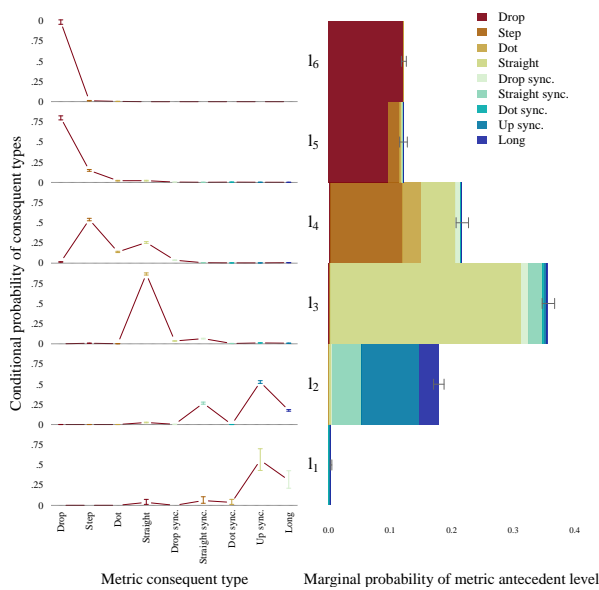 Conditional probability of consequent types
1
.75
.5
.25
0
.75
.5
.25
0
.75
.5
.25
0
.75
.5
.25
0
.75
.5
.25
0
.75
.5
.25
0
Drop
Step
Dot
Straight
Drop sync.
Straight sync.
Dot sync.
Up sync.
Long
Metric consequent type
Drop
Step
Dot
Straight
Drop sync.
Straight sync.
Dot sync.
Up sync.
Long
l6
l5
l4
l3
l2
l1
0.0
0.1
0.2
0.3
0.4
Marginal probability of metric antecedent level